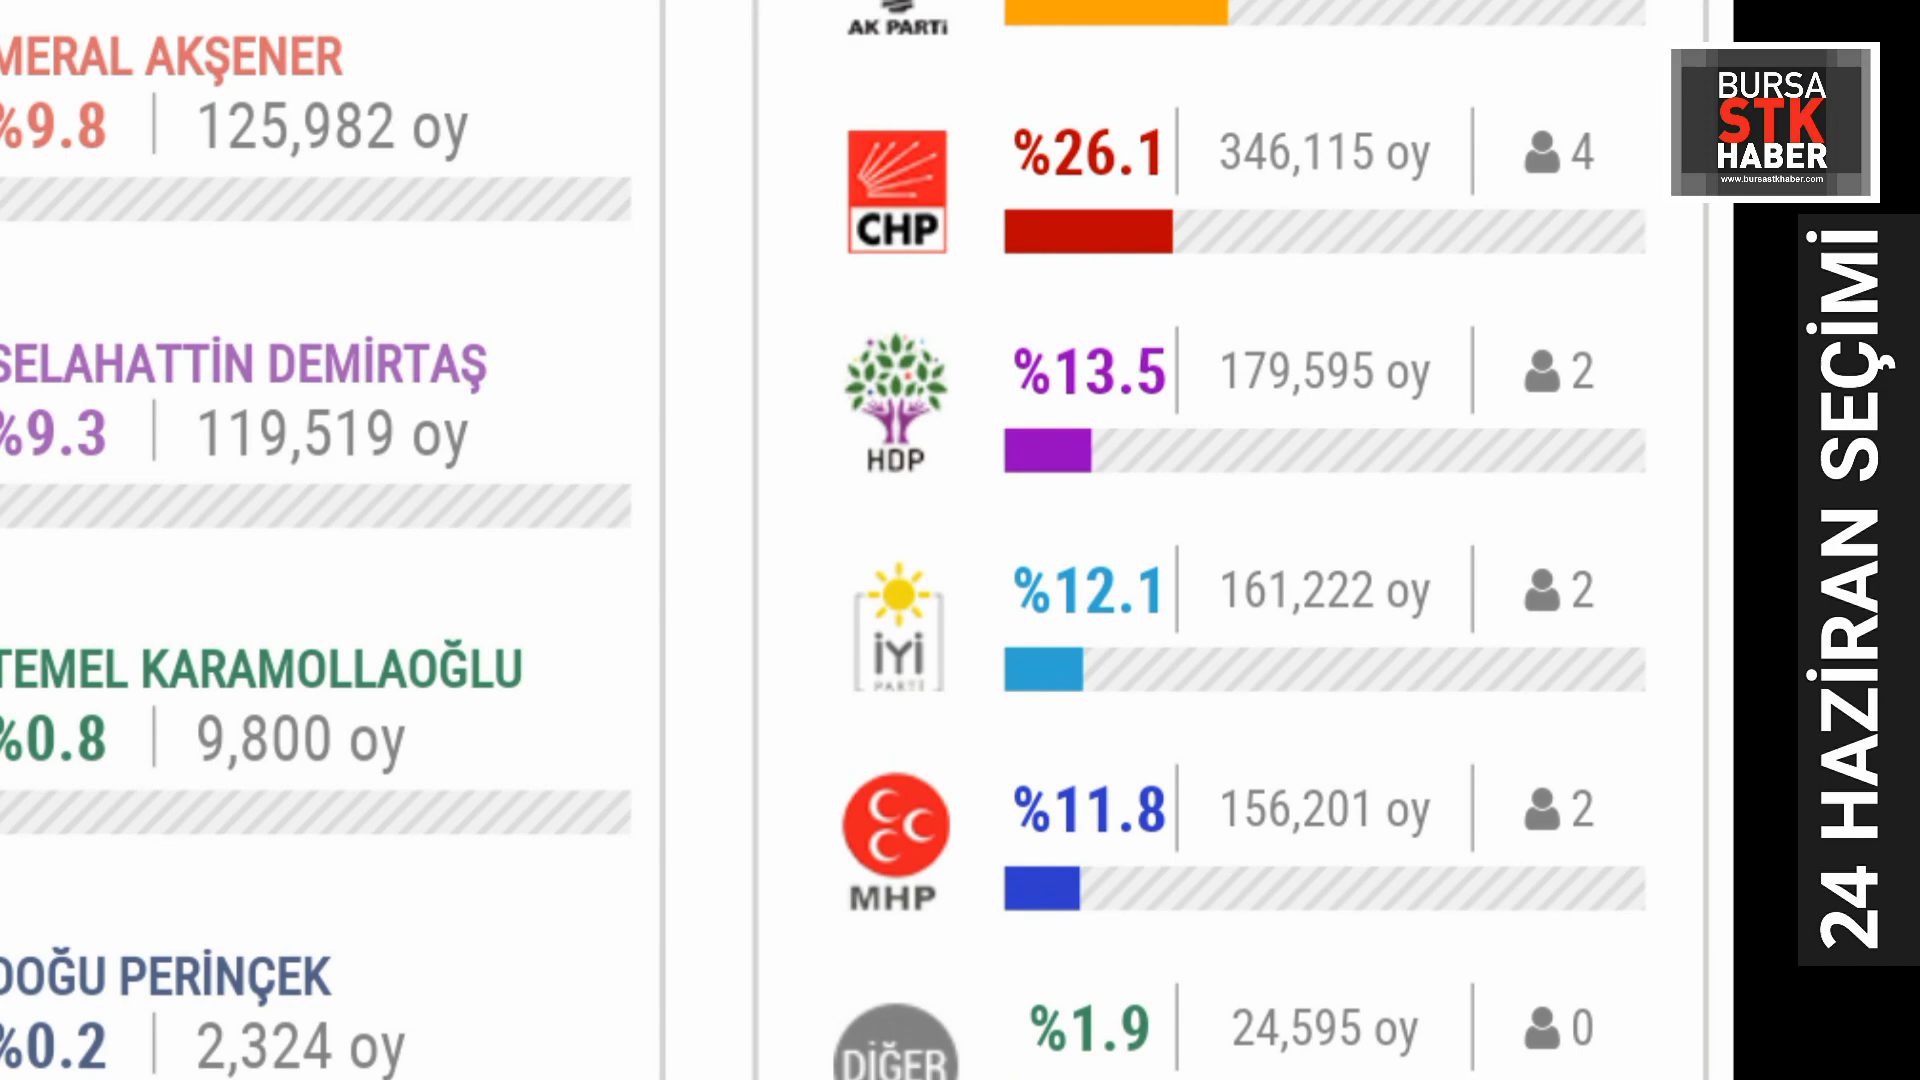 MERAL AKŞENER
%9.8 125,982 oy
SELAHATTİN DEMİRTAŞ
%9.3 119,519 oy
TEMEL KARAMOLLAOĞLU
%0.8 9,800 oy
DOĞU PERİNÇEK
%0.2 2,324 oy
AK PARTİ
CHP
%26.1 346,115 oy 4
HDP
%13.5 179,595 oy 2
İYİ
PARTİ
%12.1 161,222 oy 2
MHP
%11.8 156,201 oy 2
DİĞER
%1.9 24,595 oy 0
BURSA
STK
HABER
www.bursastkhaber.com
24 HAZİRAN SEÇİMİ